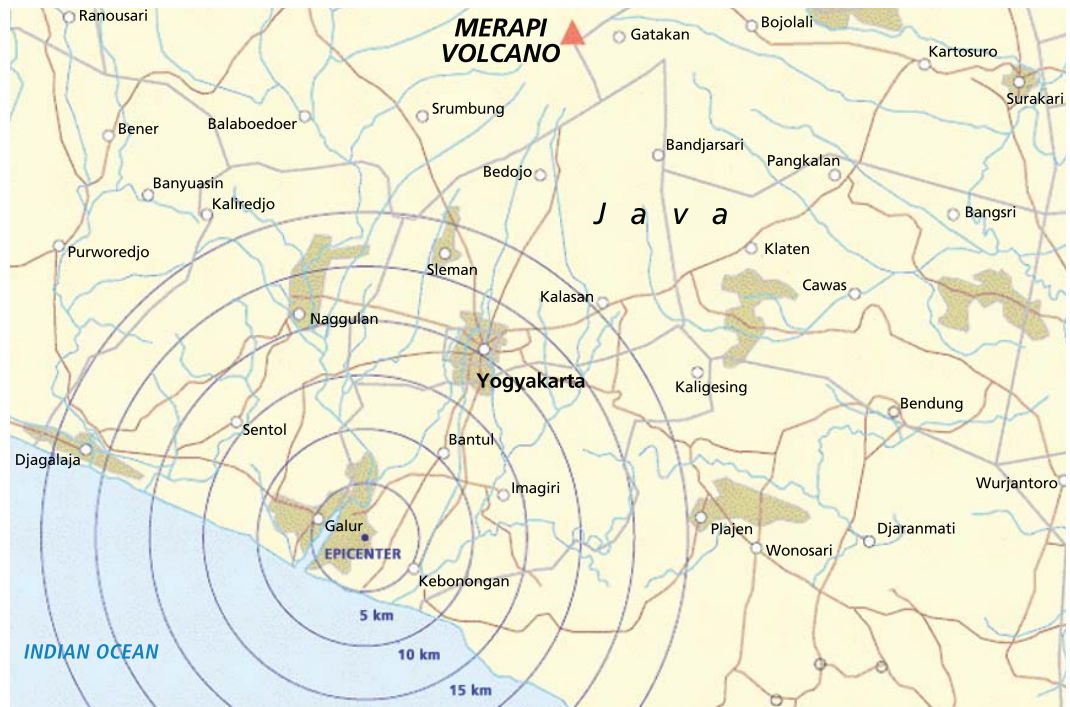 Ranousari
MERAPI
VOLCANO
Gatakan
Bojolali
Kartosuro
Surakari
Srumbung
Balaboedoer
Bener
Bandjarsari
Pangkalan
Bedojo
Banyuasin
Kaliredjo
Java
Bangsri
Purworedjo
Klaten
Sleman
Cawas
Kalasan
Naggulan
Yogyakarta
Kaligesing
Bendung
Sentol
Bantul
Djagalaja
Wurjantoro
Imagiri
Galur
Plajen
Djaranmati
EPICENTER
Wonosari
Kebonongan
5 km
INDIAN OCEAN
10 km
15 km